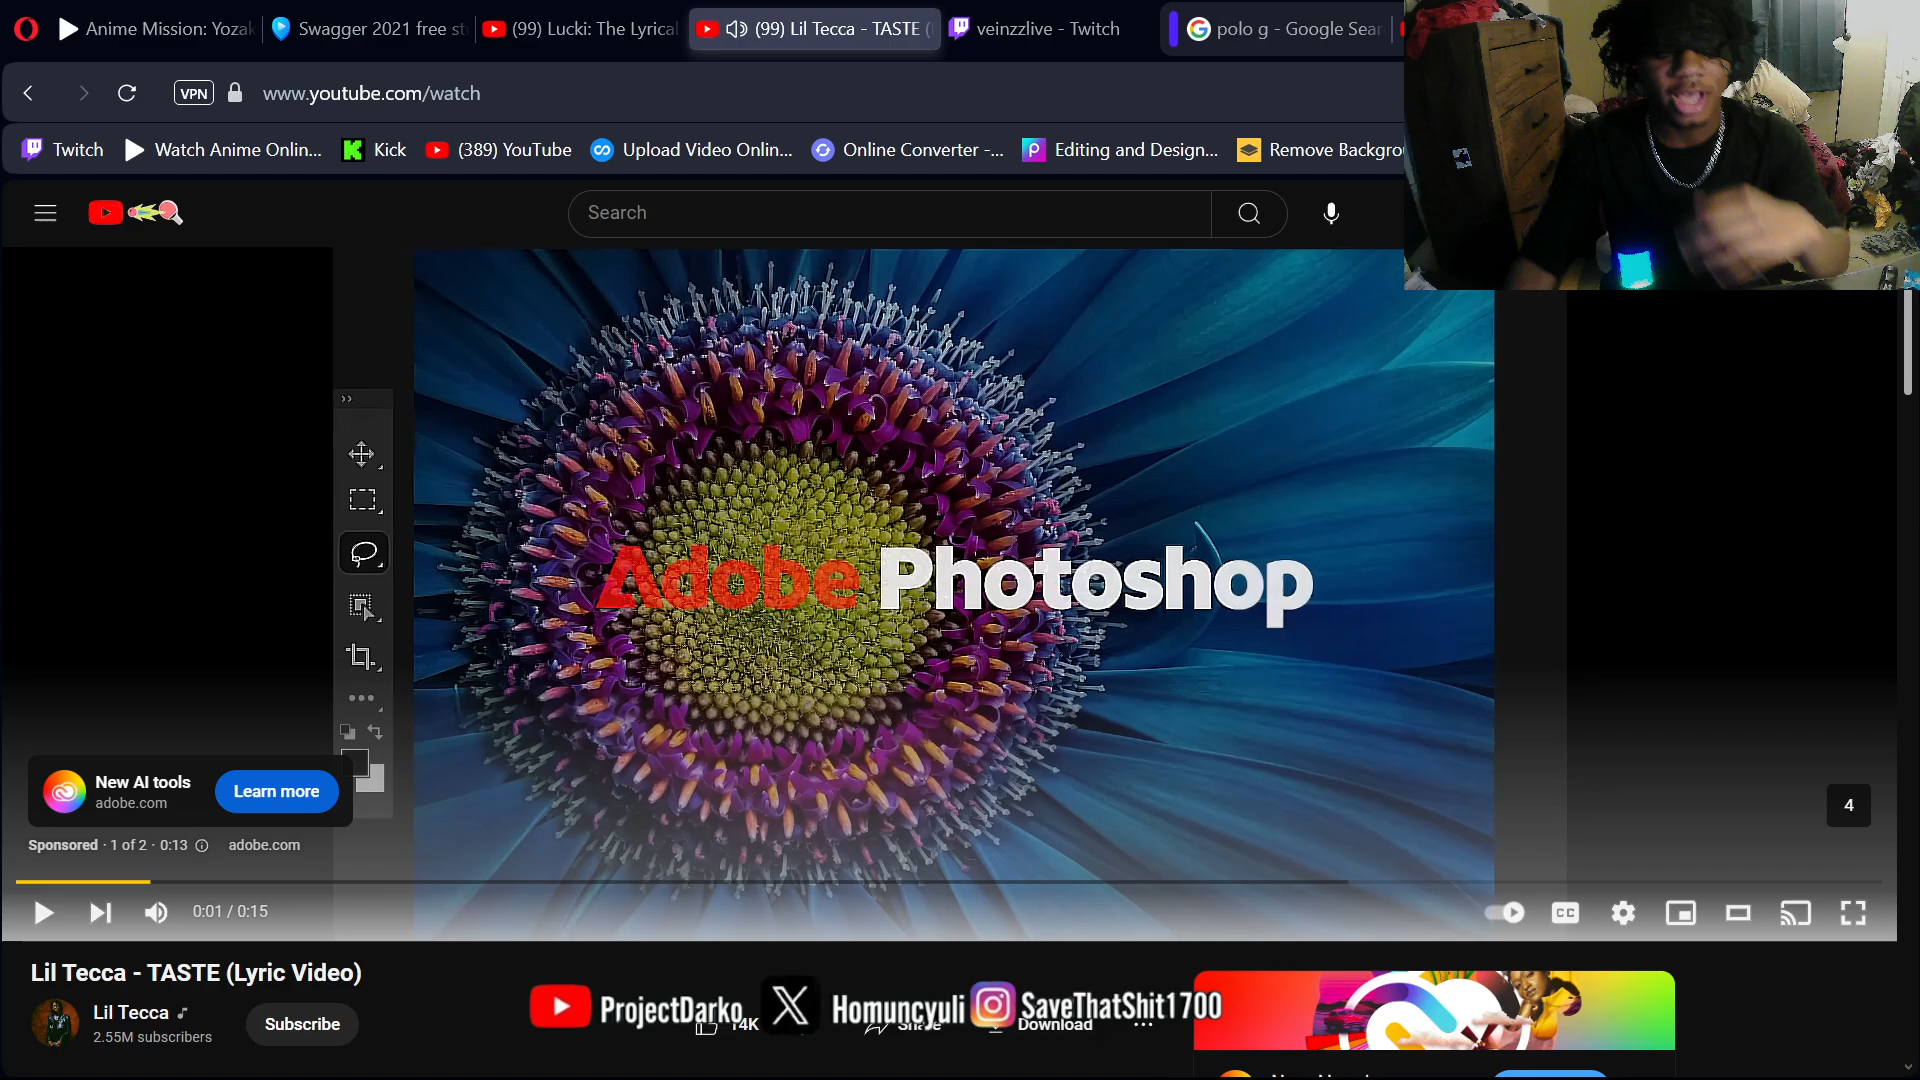 Anime Mission: Yozak
Swagger 2021 free st
(99) Lucki: The Lyrical
(99) Lil Tecca - TASTE (
veinzzlive - Twitch
polo g - Google Sear
VPN
www.youtube.com/watch
Twitch
Watch Anime Onlin...
Kick
(389) YouTube
Upload Video Onlin...
Online Converter -...
Editing and Design...
Remove Backgro
Search
Adobe Photoshop
New AI tools
adobe.com
Learn more
4
Sponsored · 1 of 2 · 0:13
adobe.com
0:01 / 0:15
CC
Lil Tecca - TASTE (Lyric Video)
Lil Tecca
2.55M subscribers
Subscribe
ProjectDarko
Homuncyuli
SaveThatShit1700
14K
Share
Download